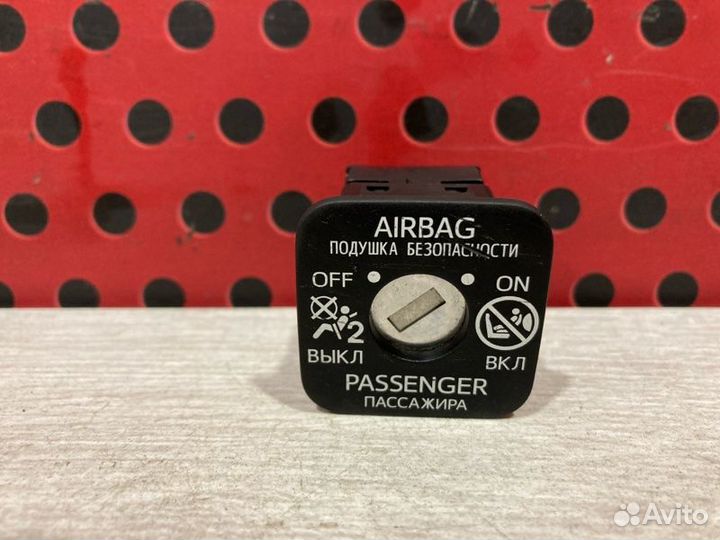 AIRBAG
ПОДУШКА БЕЗОПАСНОСТИ
OFF ON
2
ВЫКЛ ВКЛ
PASSENGER
ПАССАЖИРА
Avito